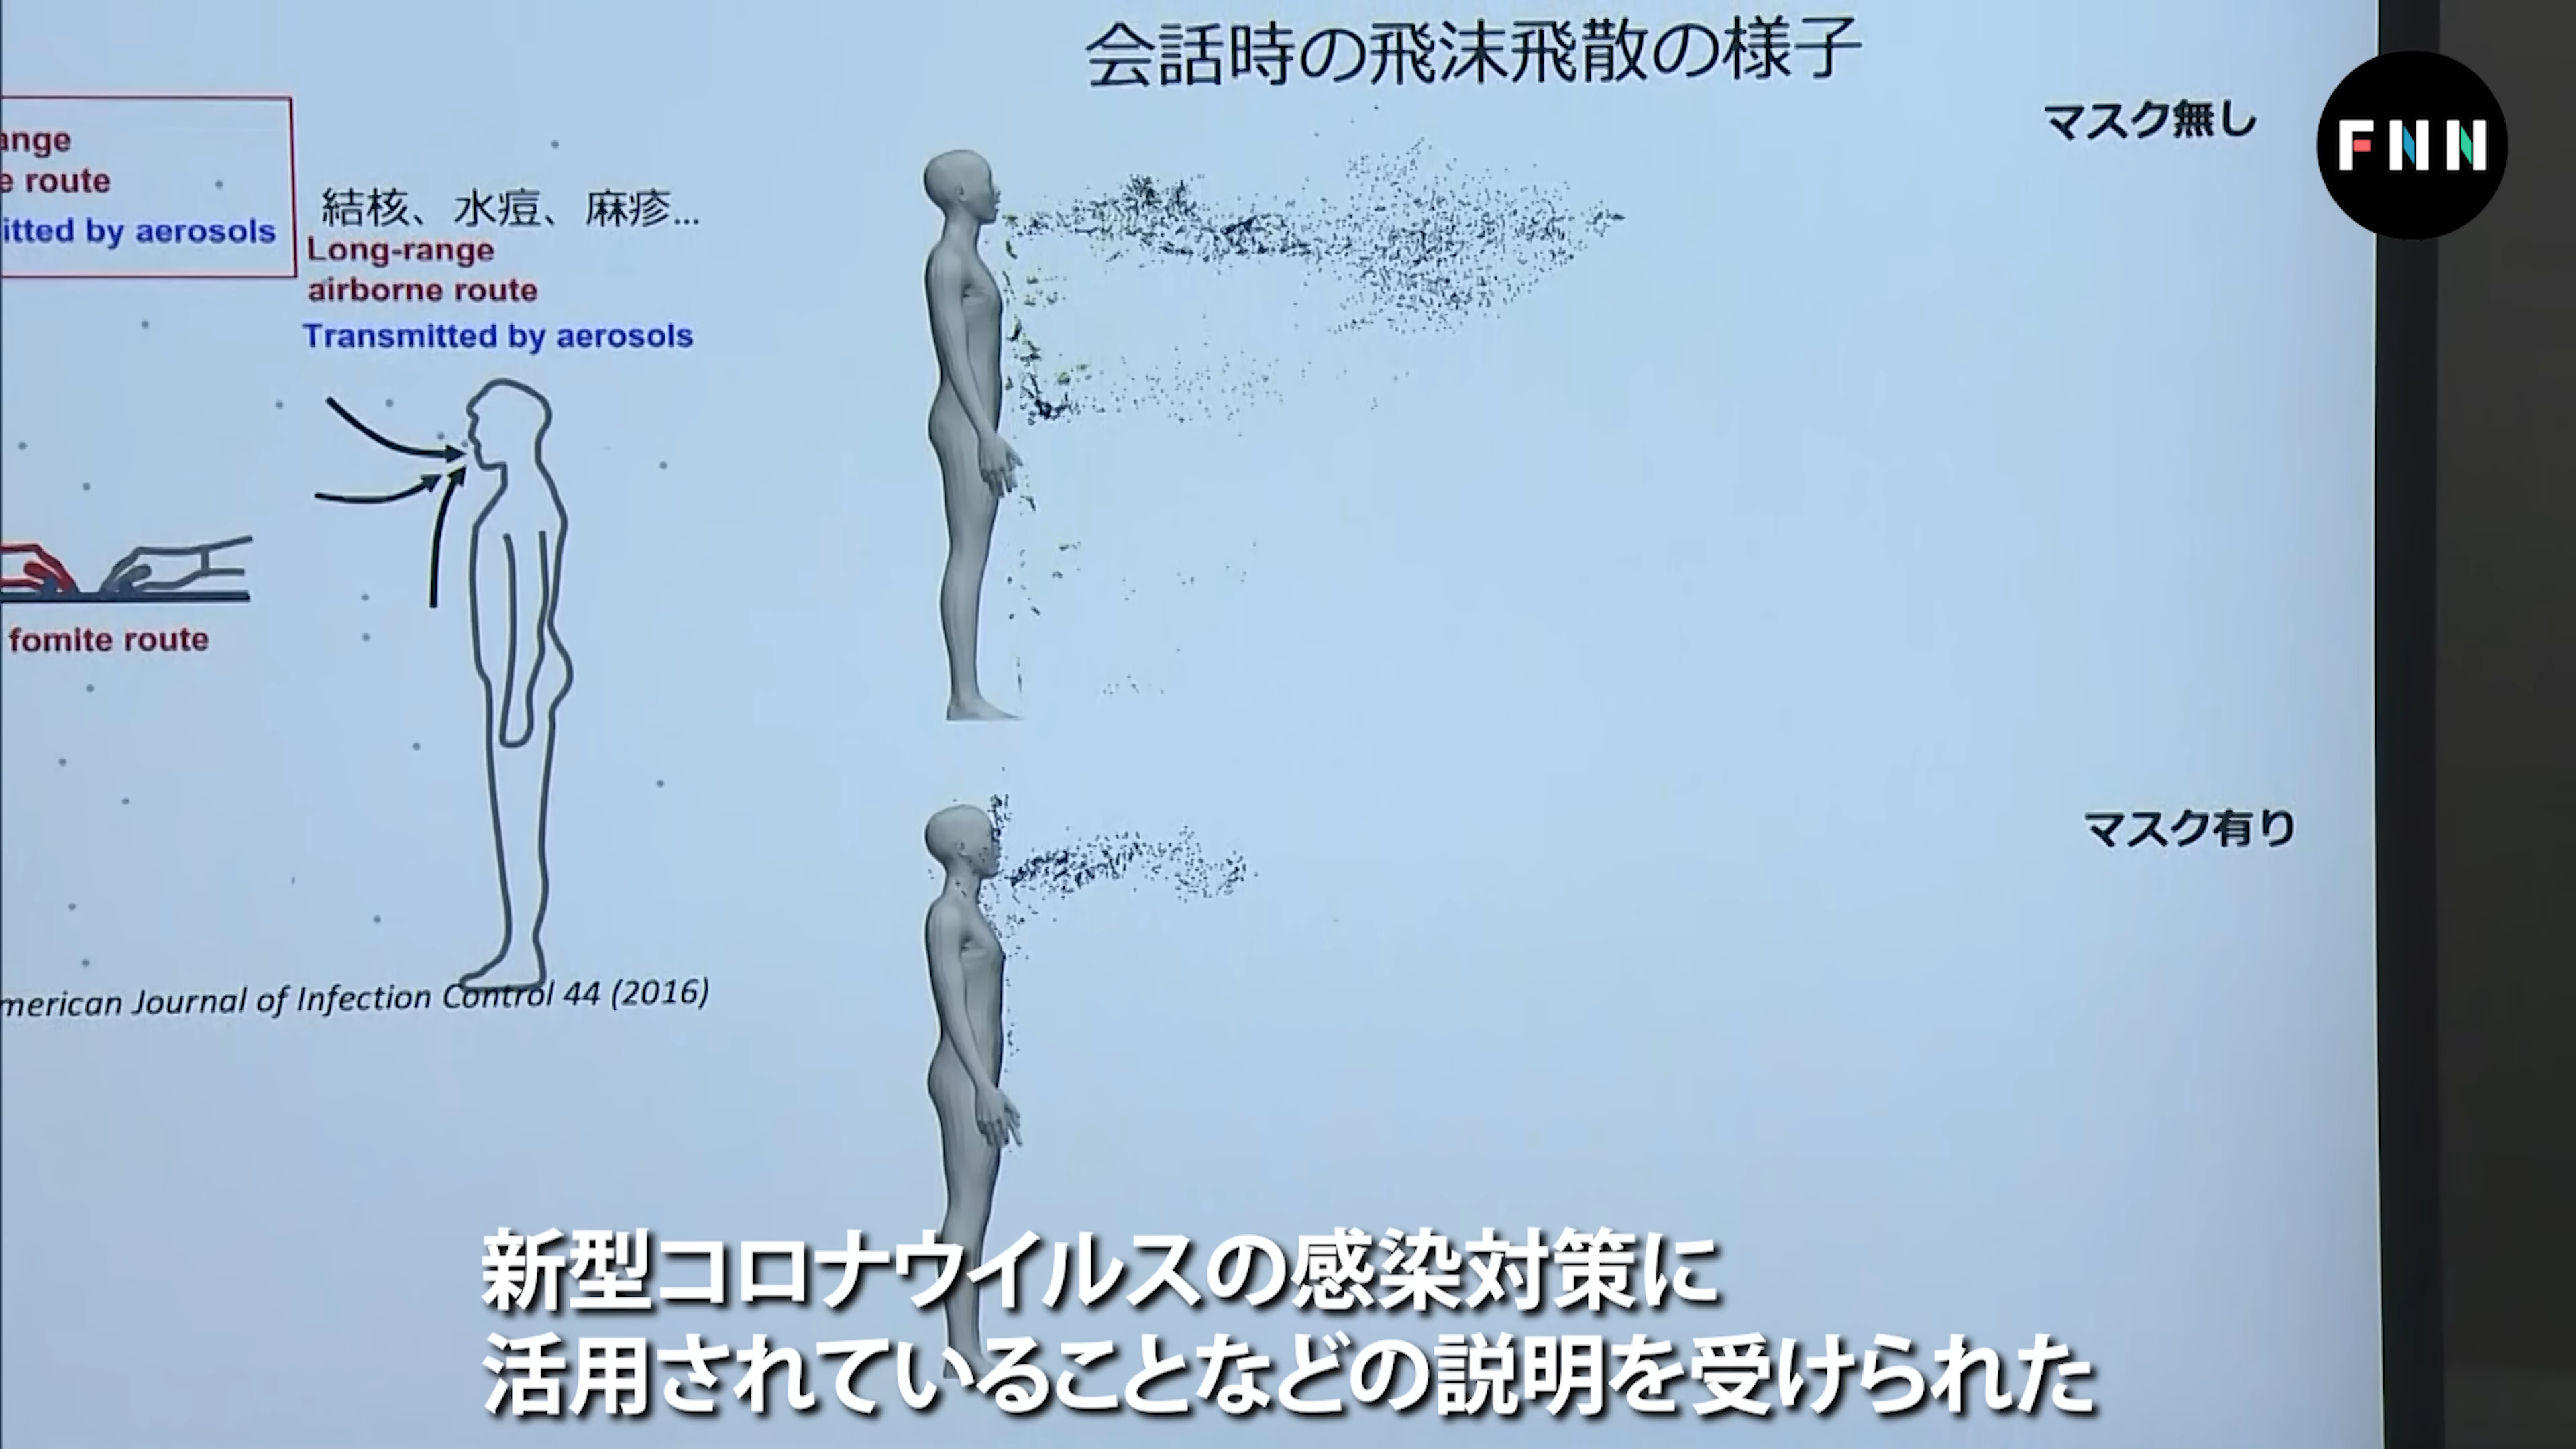 会話時の飛沫飛散の様子
マスク無し
FNN
ange
e route
itted by aerosols
結核、水痘、麻疹...
Long-range
airborne route
Transmitted by aerosols
fomite route
merican Journal of Infection Control 44 (2016)
マスク有り
新型コロナウイルスの感染対策に
活用されていることなどの説明を受けられた